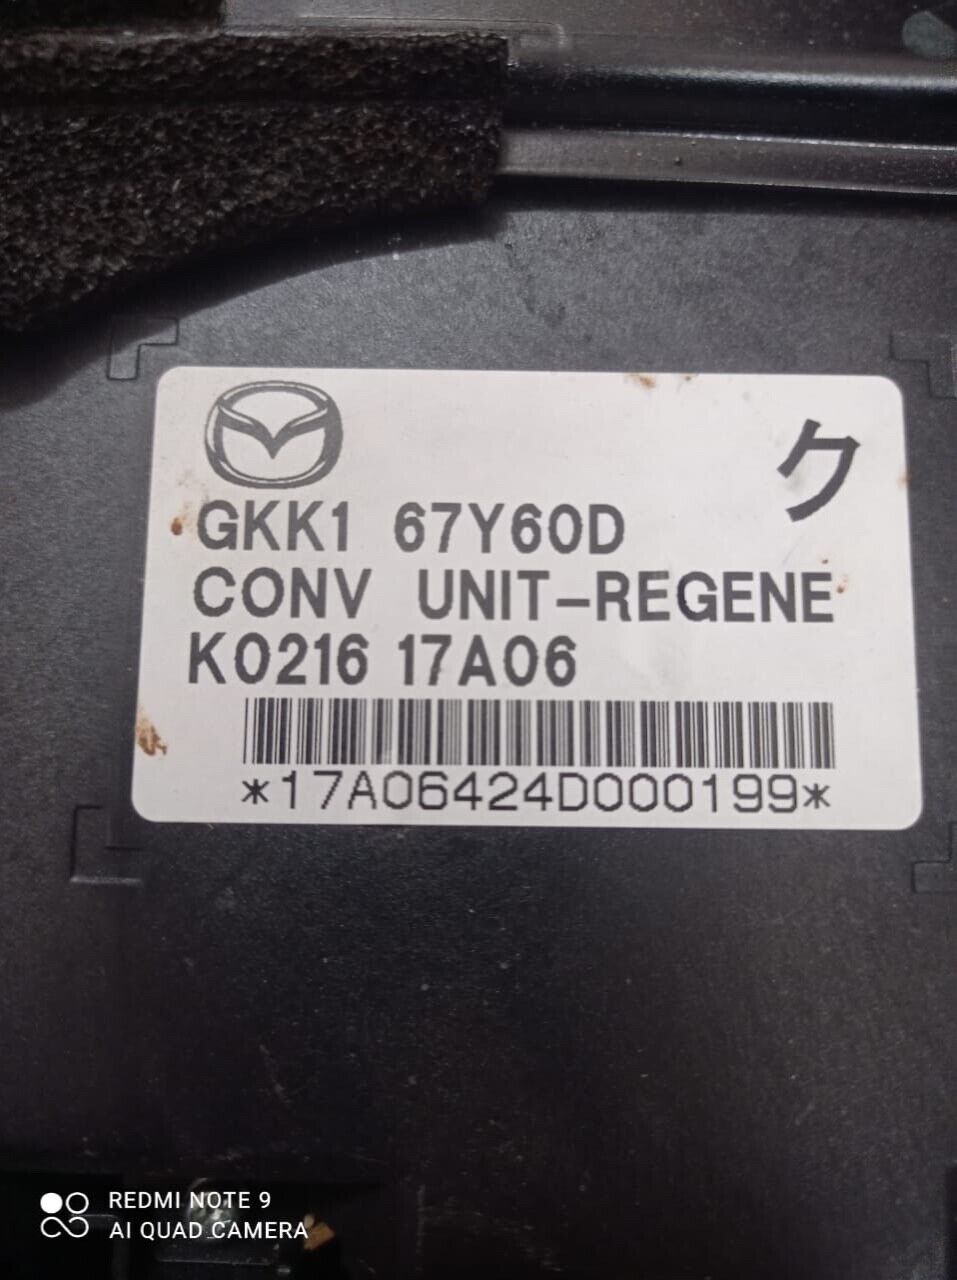 ク
GKK1 67Y60D
CONV UNIT-REGENE
K0216 17A06
*17A06424D000199*
REDMI NOTE 9
AI QUAD CAMERA